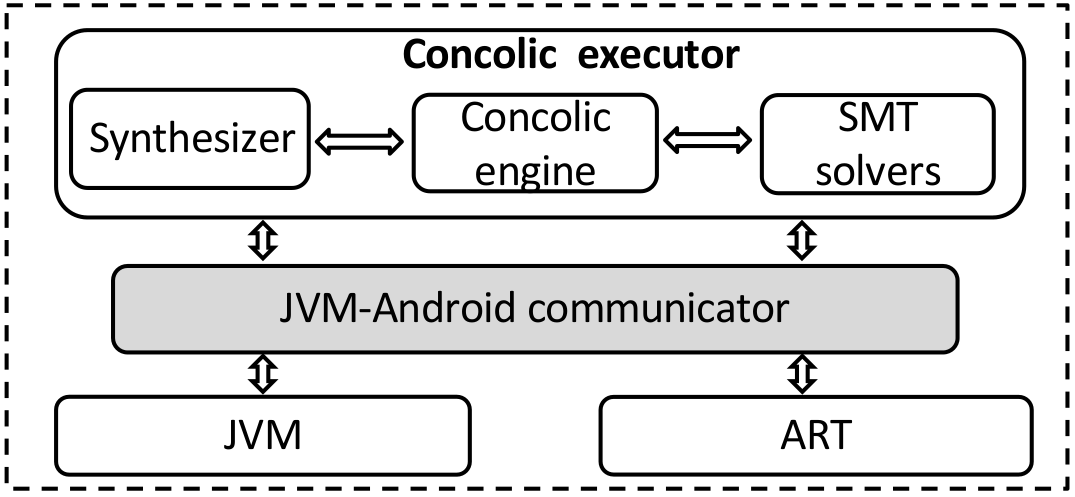 Concolic executor
Synthesizer
Concolic
engine
SMT
solvers
JVM-Android communicator
JVM
ART